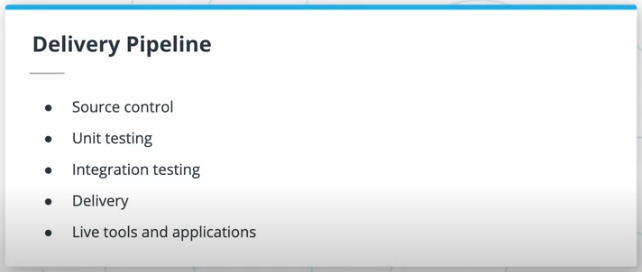 Delivery Pipeline
● Source control
● Unit testing
● Integration testing
● Delivery
● Live tools and applications